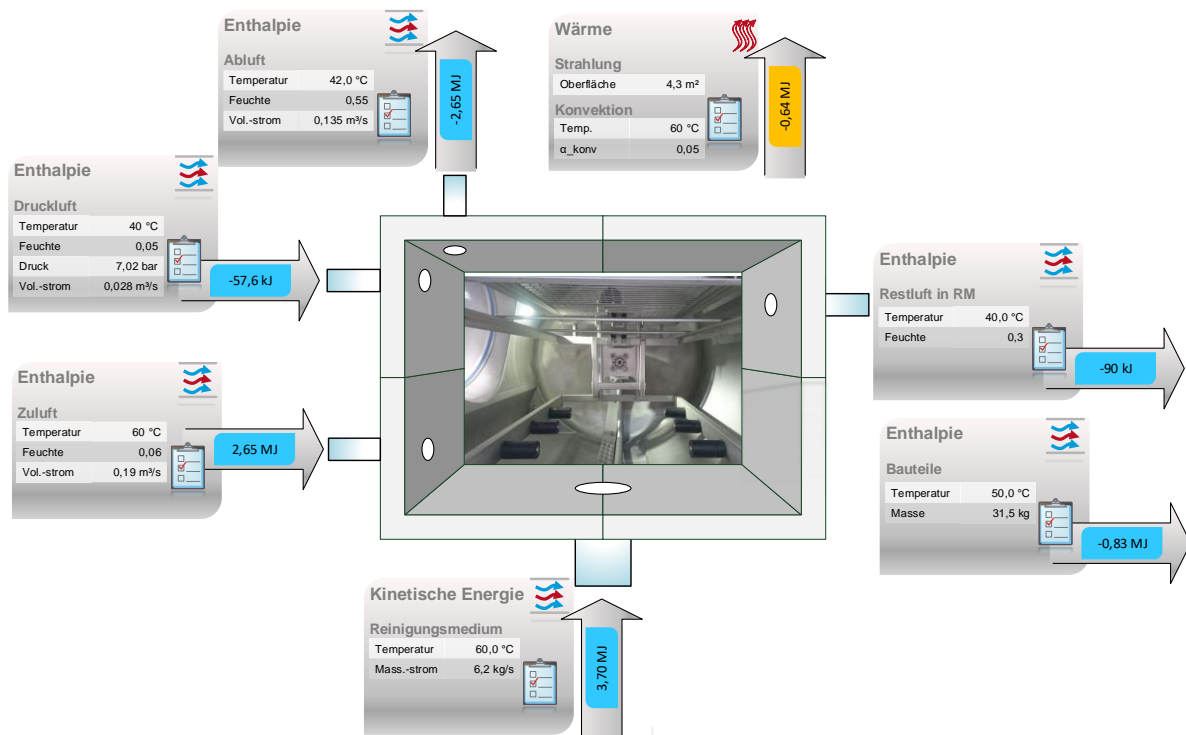 Enthalpie
Abluft
Temperatur 42,0 °C
Feuchte 0,55
Vol.-strom 0,135 m³/s
-2,65 MJ
Wärme
Strahlung
Oberfläche 4,3 m²
Konvektion
Temp. 60 °C
α_konv 0,05
-0,64 MJ
Enthalpie
Druckluft
Temperatur 40 °C
Feuchte 0,05
Druck 7,02 bar
Vol.-strom 0,028 m³/s
-57,6 kJ
Enthalpie
Restluft in RM
Temperatur 40,0 °C
Feuchte 0,3
-90 kJ
Enthalpie
Zuluft
Temperatur 60 °C
Feuchte 0,06
Vol.-strom 0,19 m³/s
2,65 MJ
Enthalpie
Bauteile
Temperatur 50,0 °C
Masse 31,5 kg
-0,83 MJ
Kinetische Energie
Reinigungsmedium
Temperatur 60,0 °C
Mass.-strom 6,2 kg/s
3,70 MJ